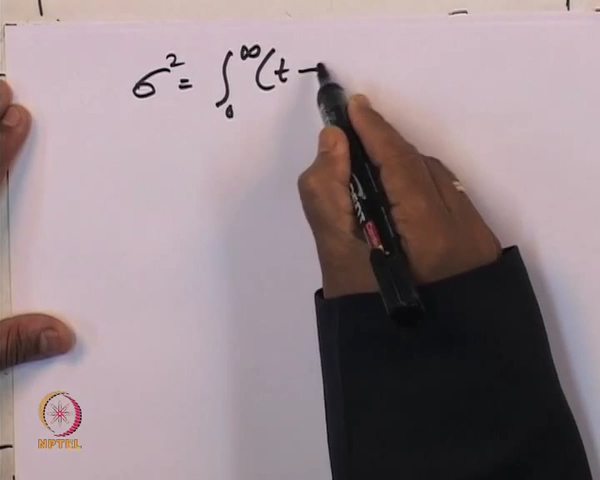 σ² = ∫₀^∞ (t –
NPTEL